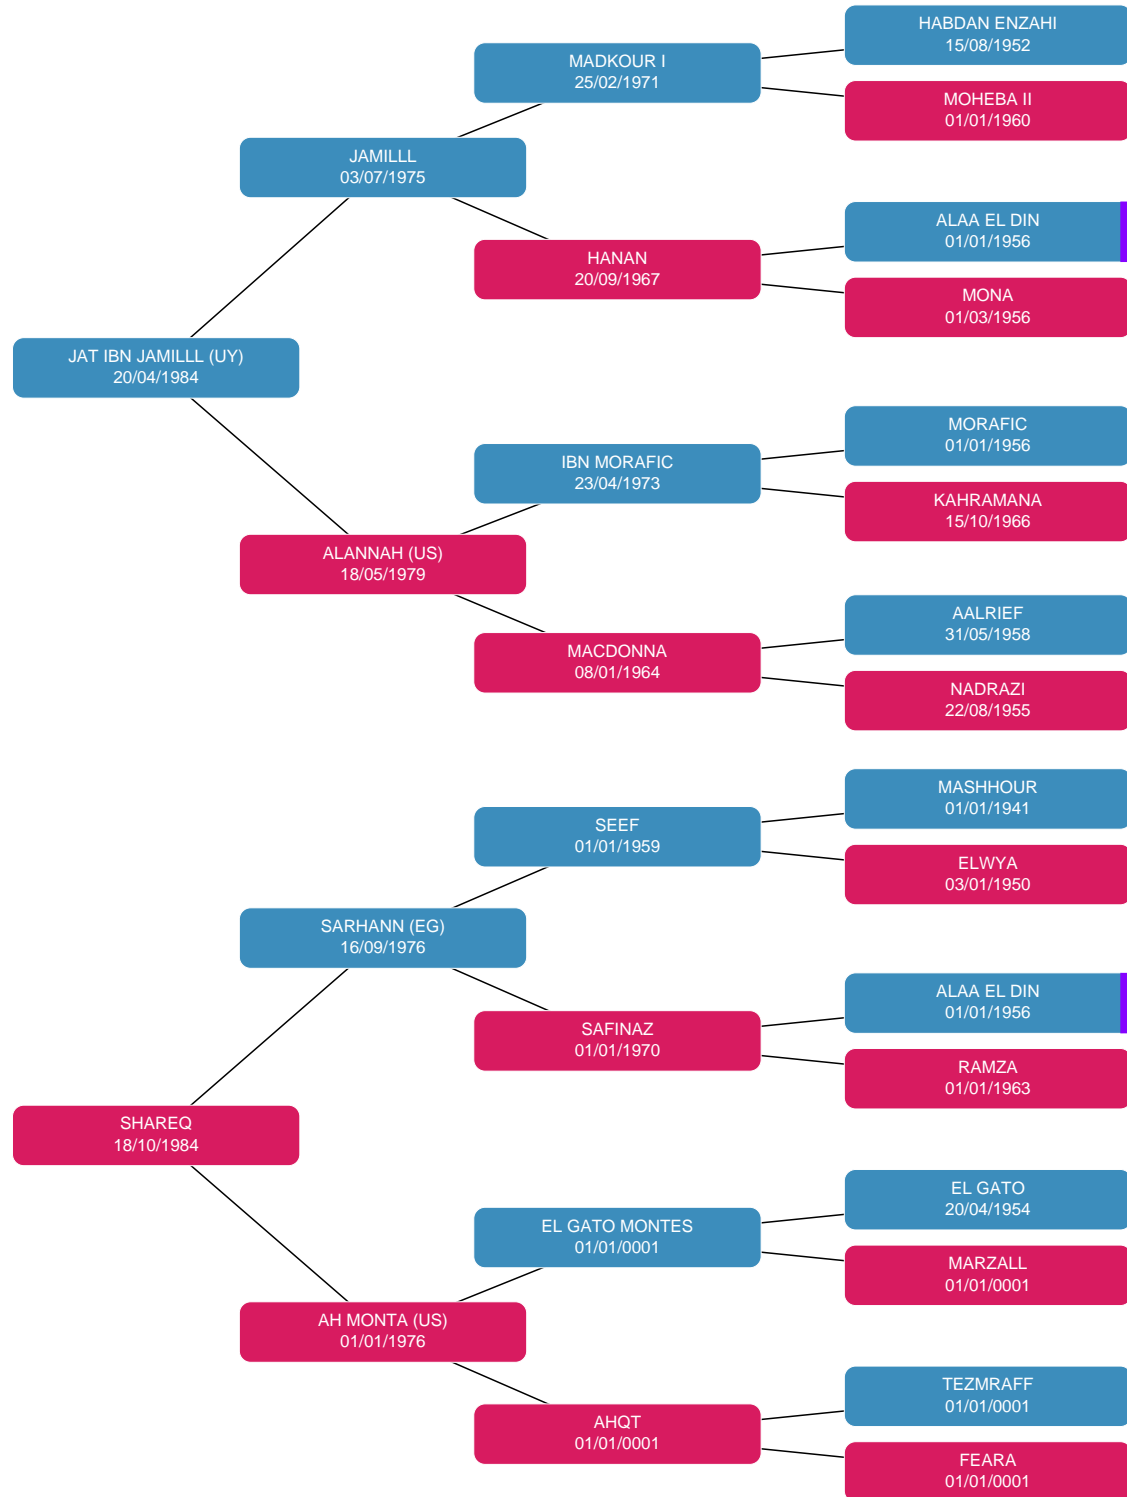 HABDAN ENZAHI
15/08/1952
MADKOUR I
25/02/1971
MOHEBA II
01/01/1960
JAMILLL
03/07/1975
ALAA EL DIN
01/01/1956
HANAN
20/09/1967
MONA
01/03/1956
JAT IBN JAMILLL (UY)
20/04/1984
MORAFIC
01/01/1956
IBN MORAFIC
23/04/1973
KAHRAMANA
15/10/1966
ALANNAH (US)
18/05/1979
AALRIEF
31/05/1958
MACDONNA
08/01/1964
NADRAZI
22/08/1955
MASHHOUR
01/01/1941
SEEF
01/01/1959
ELWYA
03/01/1950
SARHANN (EG)
16/09/1976
ALAA EL DIN
01/01/1956
SAFINAZ
01/01/1970
RAMZA
01/01/1963
SHAREQ
18/10/1984
EL GATO
20/04/1954
EL GATO MONTES
01/01/0001
MARZALL
01/01/0001
AH MONTA (US)
01/01/1976
TEZMRAFF
01/01/0001
AHQT
01/01/0001
FEARA
01/01/0001